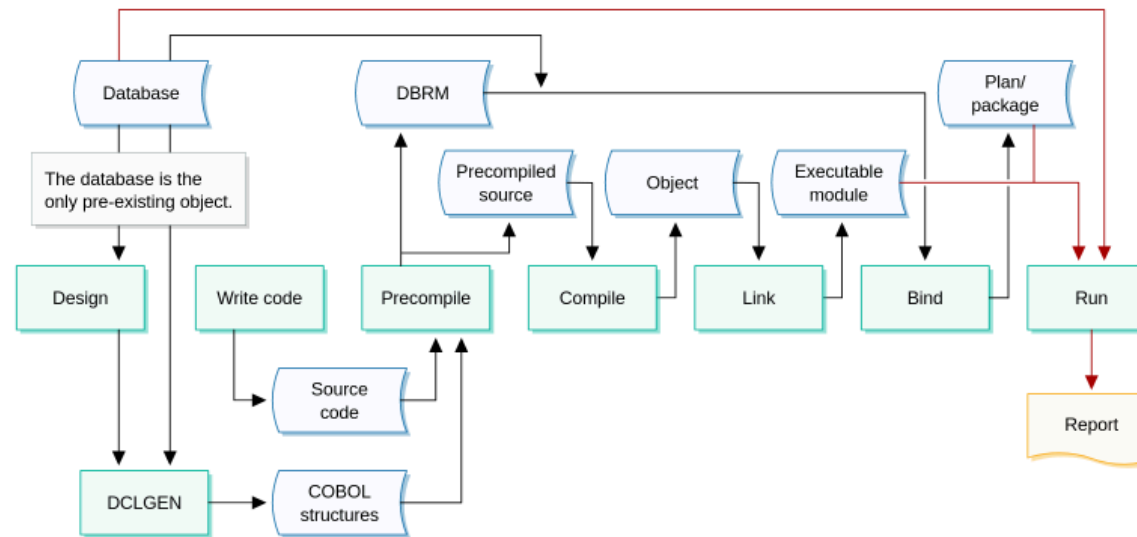 Database
DBRM
Plan/
package
The database is the
only pre-existing object.
Precompiled
source
Object
Executable
module
Design
Write code
Precompile
Compile
Link
Bind
Run
Source
code
Report
DCLGEN
COBOL
structures